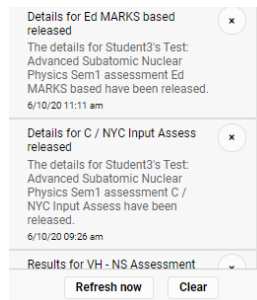 Details for Ed MARKS based
released
×
The details for Student3's Test:
Advanced Subatomic Nuclear
Physics Sem1 assessment Ed
MARKS based have been released.
6/10/20 11:11 am
Details for C / NYC Input Assess
released
×
The details for Student3's Test:
Advanced Subatomic Nuclear
Physics Sem1 assessment C /
NYC Input Assess have been
released.
6/10/20 09:26 am
Results for VH - NS Assessment
Refresh now
Clear